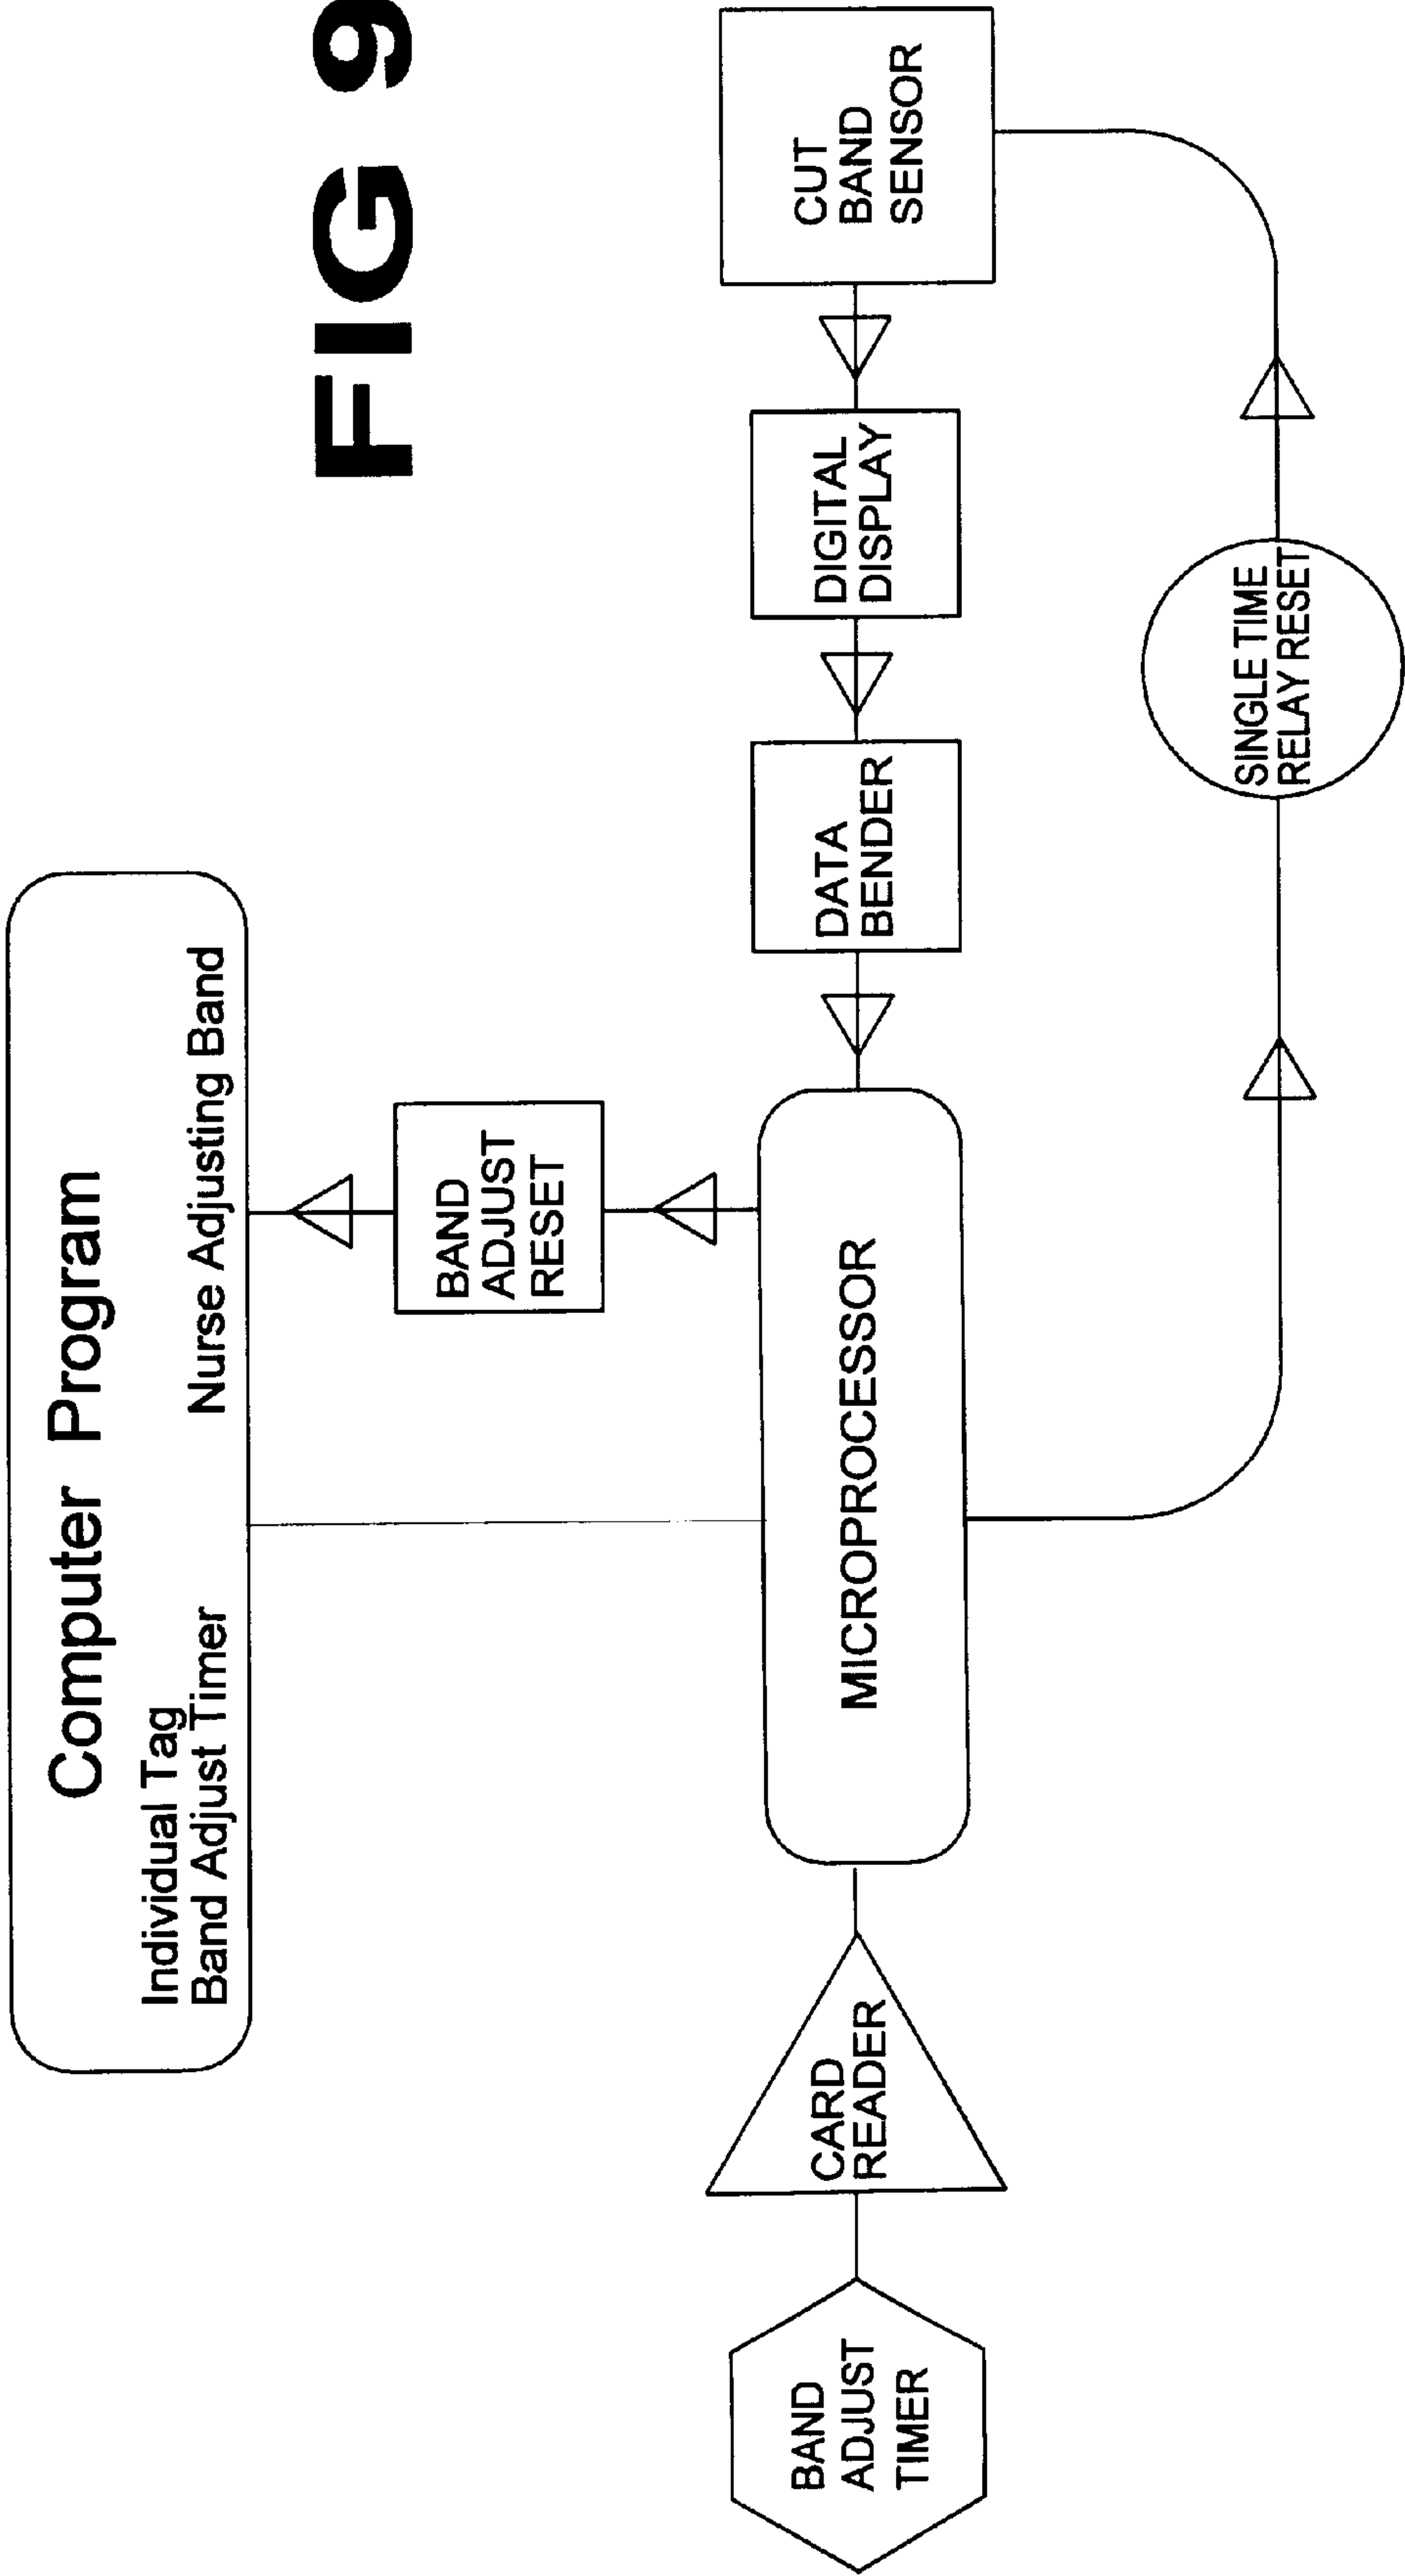 FIG 9
Computer Program
Individual Tag
Band Adjust Timer
Nurse Adjusting Band
BAND
ADJUST
RESET
BAND
ADJUST
TIMER
CARD
READER
MICROPROCESSOR
DATA
BENDER
DIGITAL
DISPLAY
CUT
BAND
SENSOR
SINGLE TIME
RELAY RESET